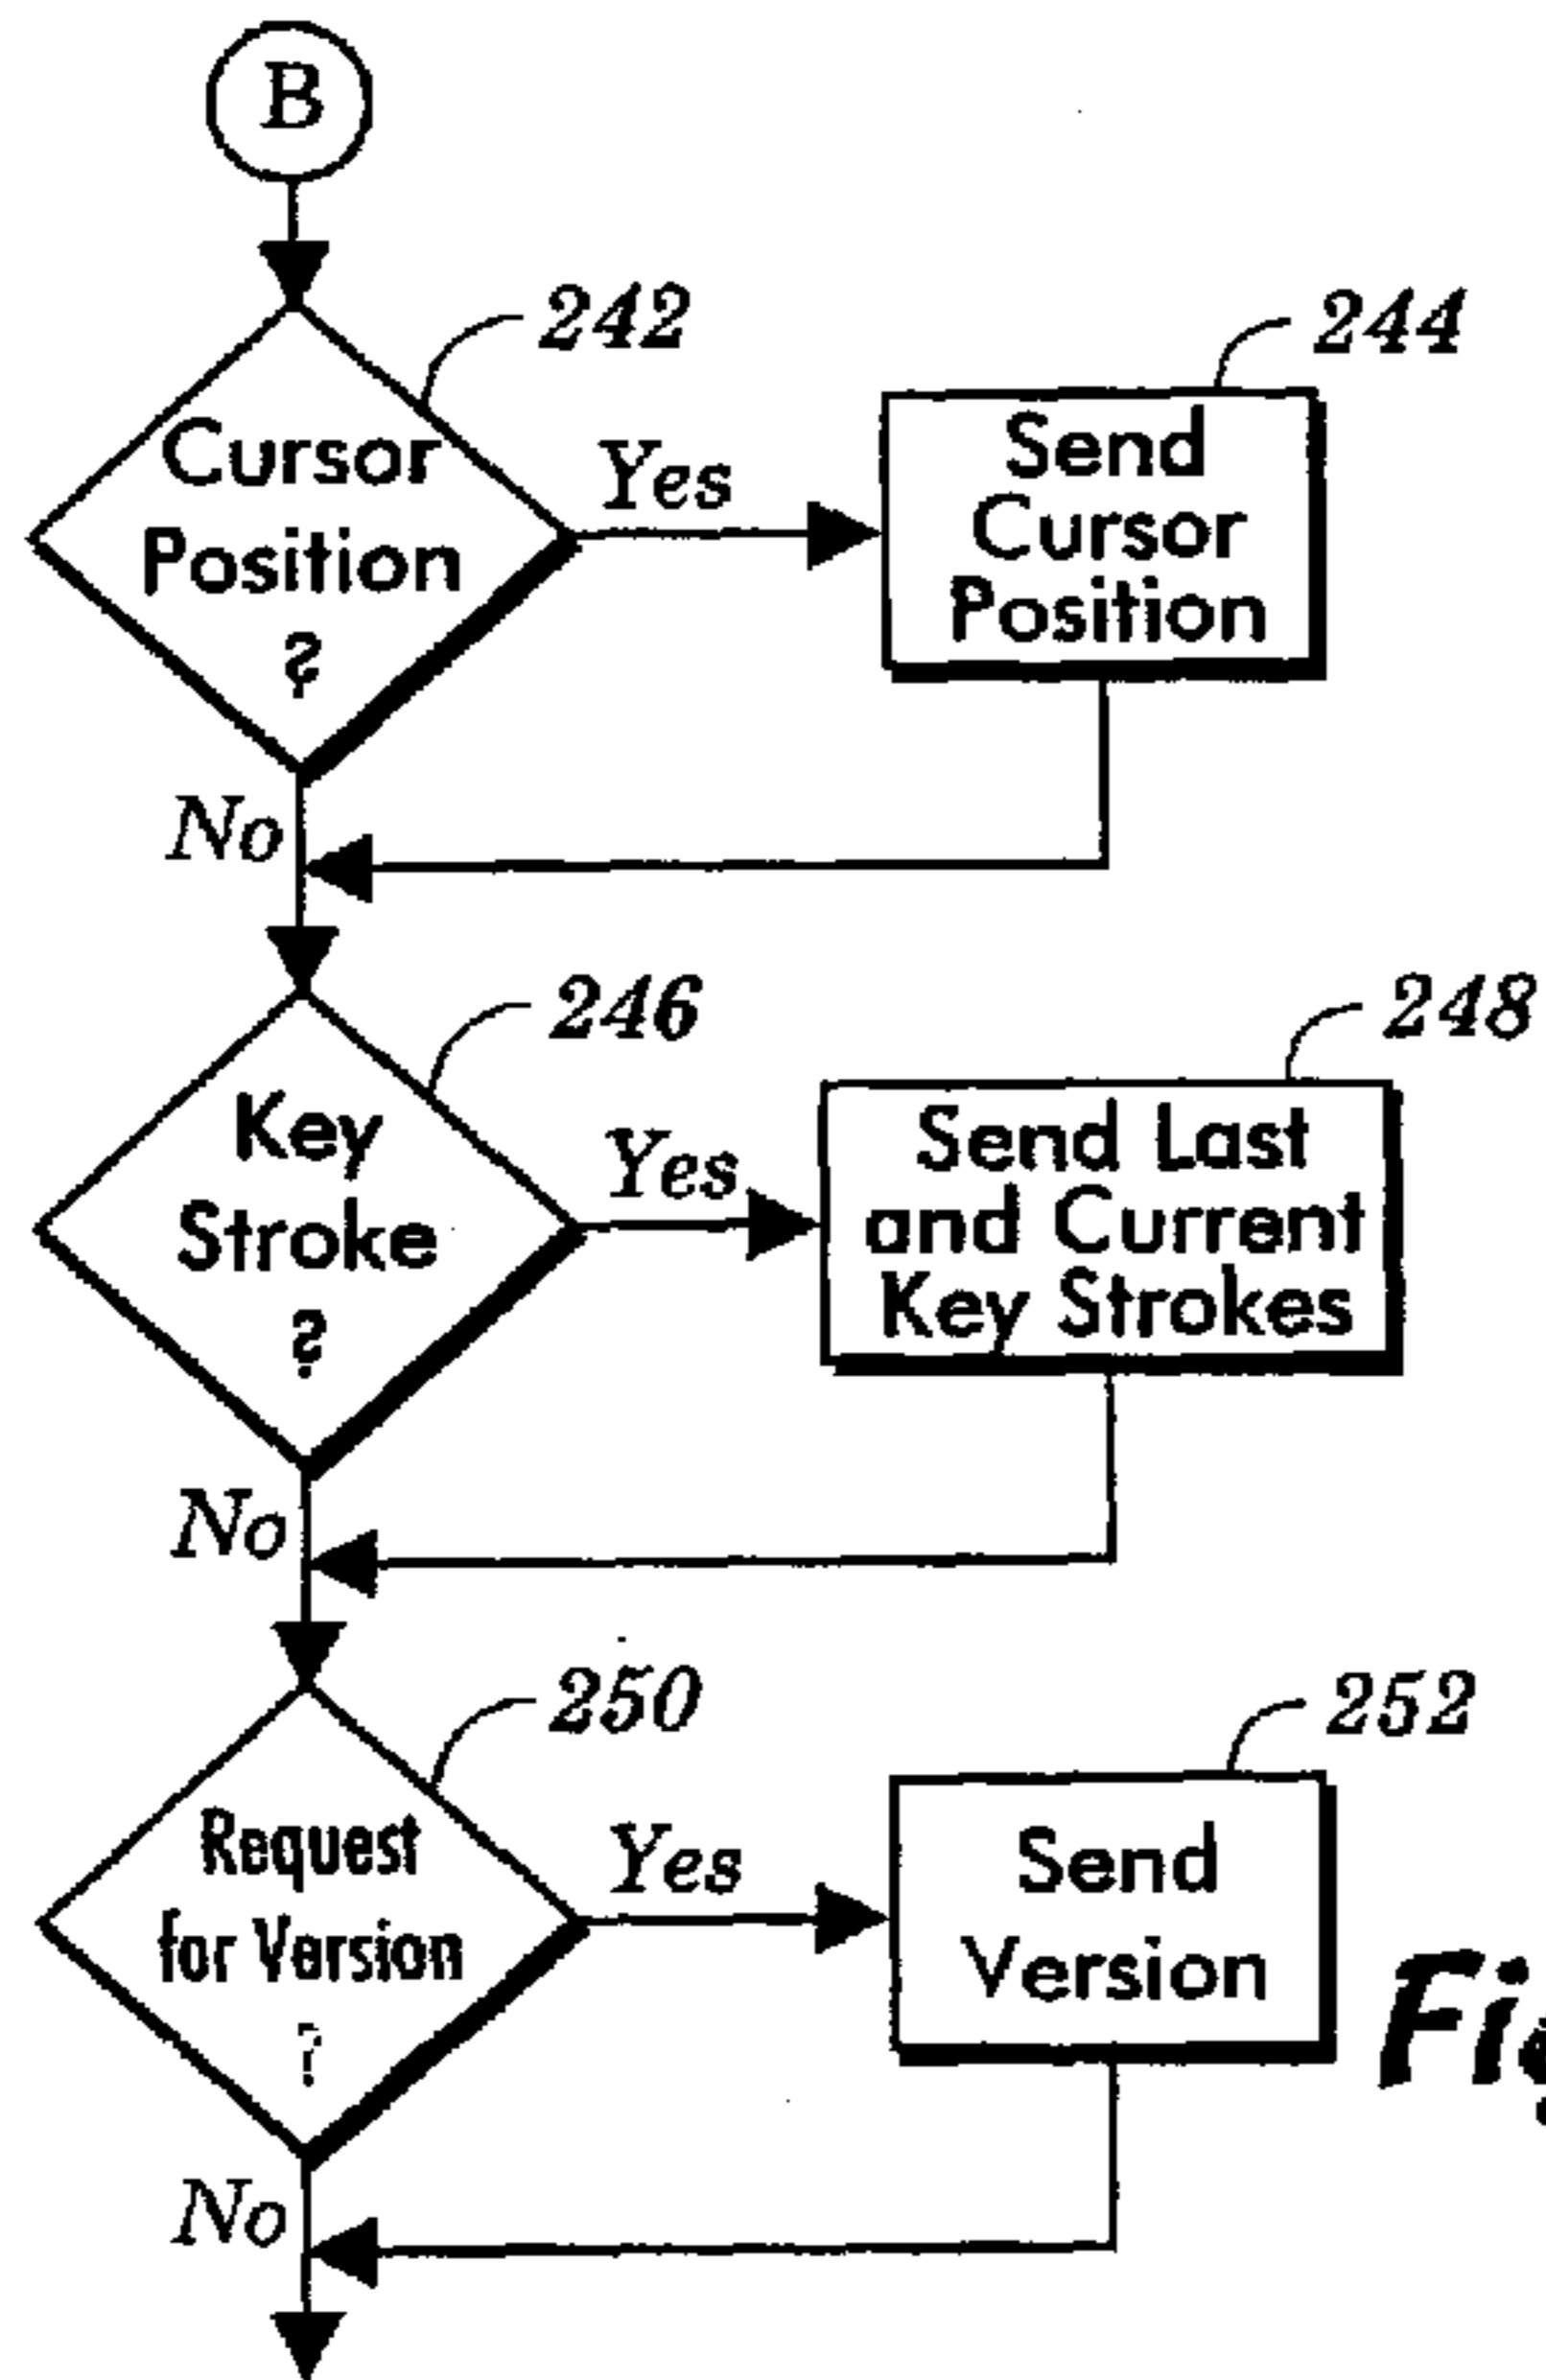 B
242
Cursor
Position
?
Yes
244
Send
Cursor
Position
No
246
Key
Stroke
?
Yes
248
Send Last
and Current
Key Strokes
No
250
Request
for Version
?
Yes
252
Send
Version
No